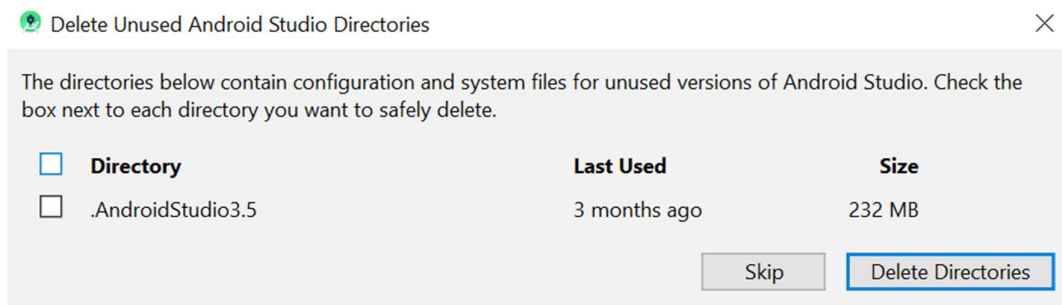 Delete Unused Android Studio Directories
The directories below contain configuration and system files for unused versions of Android Studio. Check the
box next to each directory you want to safely delete.
Directory Last Used Size
.AndroidStudio3.5 3 months ago 232 MB
Skip Delete Directories